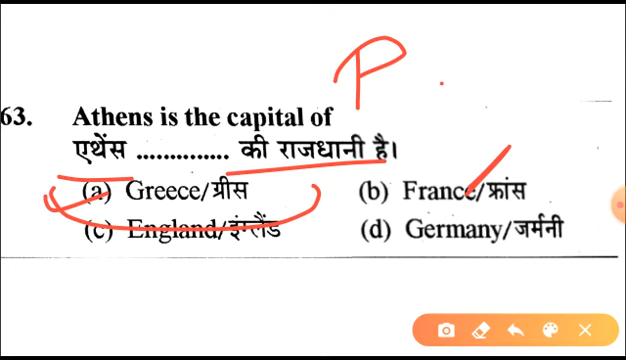 P
63. Athens is the capital of
एथेंस ............... की राजधानी है।
(a) Greece/ग्रीस (b) France/फ्रांस
(c) England/इंग्लैंड (d) Germany/जर्मनी